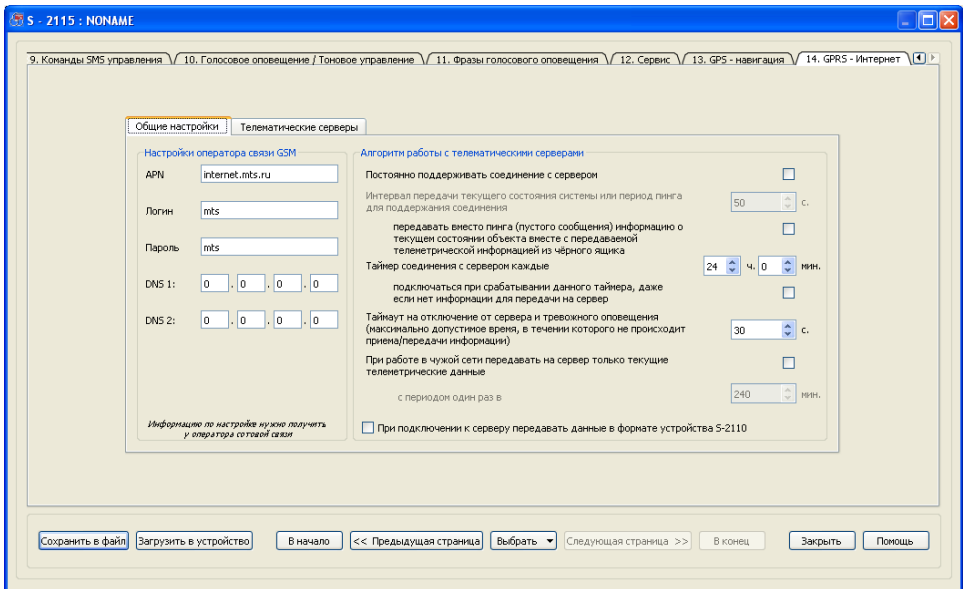 S - 2115 : NONAME
9. Команды SMS управления
10. Голосовое оповещение / Тоновое управление
11. Фразы голосового оповещения
12. Сервис
13. GPS - навигация
14. GPRS - Интернет
Общие настройки
Телематические серверы
Настройки оператора связи GSM
APN
internet.mts.ru
Логин
mts
Пароль
mts
DNS 1:
0 . 0 . 0 . 0
DNS 2:
0 . 0 . 0 . 0
Информацию по настройке нужно получить
у оператора сотовой связи
Алгоритм работы с телематическими серверами
Постоянно поддерживать соединение с сервером
Интервал передачи текущего состояния системы или период пинга
для поддержания соединения
50 с.
передавать вместо пинга (пустого сообщения) информацию о
текущем состоянии объекта вместе с передаваемой
телеметрической информацией из чёрного ящика
Таймер соединения с сервером каждые
24 ч. 0 мин.
подключаться при срабатывании данного таймера, даже
если нет информации для передачи на сервер
Таймаут на отключение от сервера и тревожного оповещения
(максимально допустимое время, в течении которого не происходит
приема/передачи информации)
30 с.
При работе в чужой сети передавать на сервер только текущие
телеметрические данные
с периодом один раз в
240 мин.
При подключении к серверу передавать данные в формате устройства S-2110
Сохранить в файл
Загрузить в устройство
В начало
<< Предыдущая страница
Выбрать
Следующая страница >>
В конец
Закрыть
Помощь